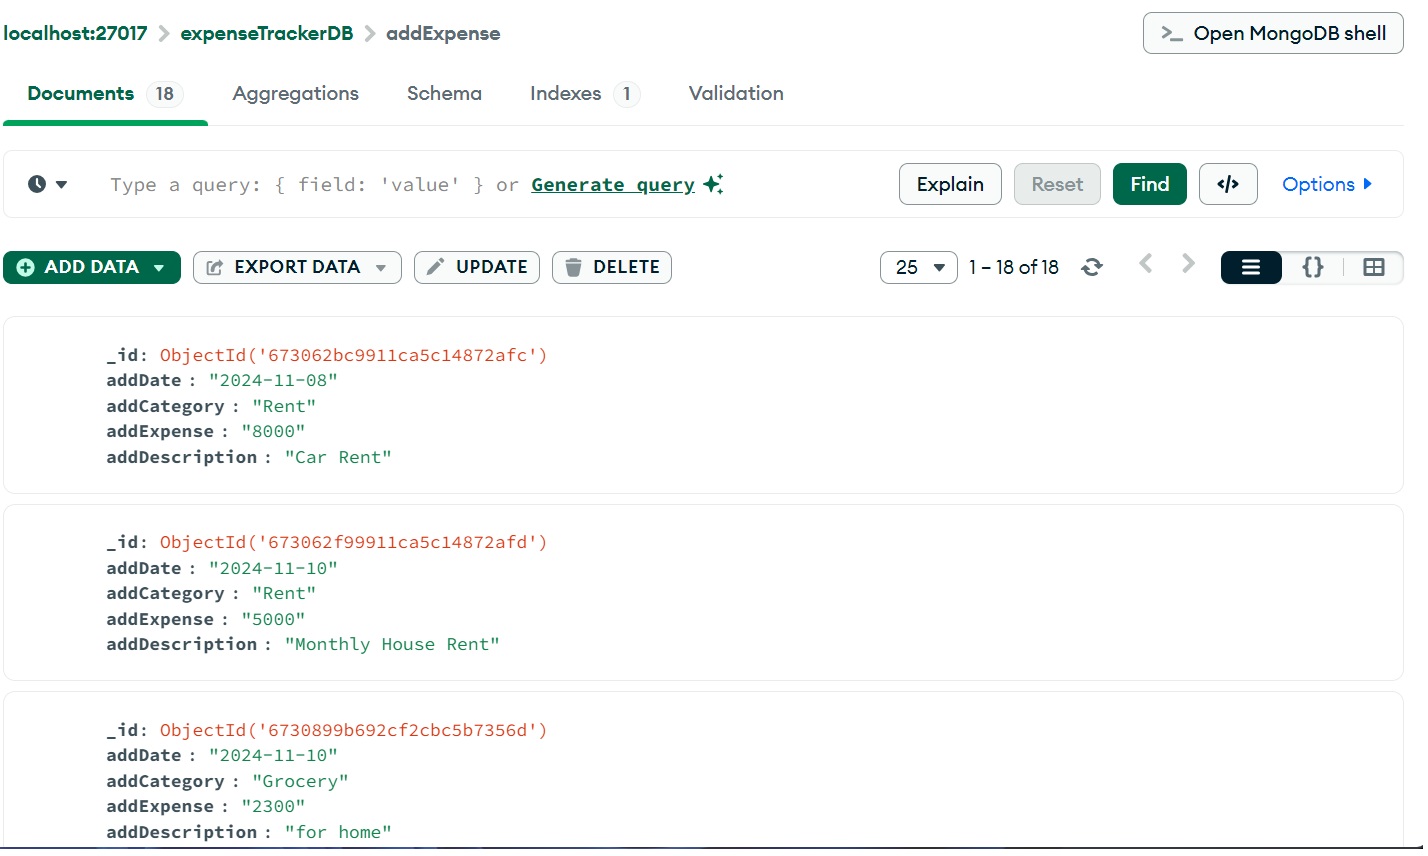 localhost:27017 > expenseTrackerDB > addExpense
>_ Open MongoDB shell
Documents 18 Aggregations Schema Indexes 1 Validation
Type a query: { field: 'value' } or Generate query
Explain Reset Find </> Options
ADD DATA EXPORT DATA UPDATE DELETE
25 1 – 18 of 18 {}
_id: ObjectId('673062bc9911ca5c14872afc')
addDate : "2024-11-08"
addCategory : "Rent"
addExpense : "8000"
addDescription : "Car Rent"
_id: ObjectId('673062f99911ca5c14872afd')
addDate : "2024-11-10"
addCategory : "Rent"
addExpense : "5000"
addDescription : "Monthly House Rent"
_id: ObjectId('6730899b692cf2cbc5b7356d')
addDate : "2024-11-10"
addCategory : "Grocery"
addExpense : "2300"
addDescription : "for home"